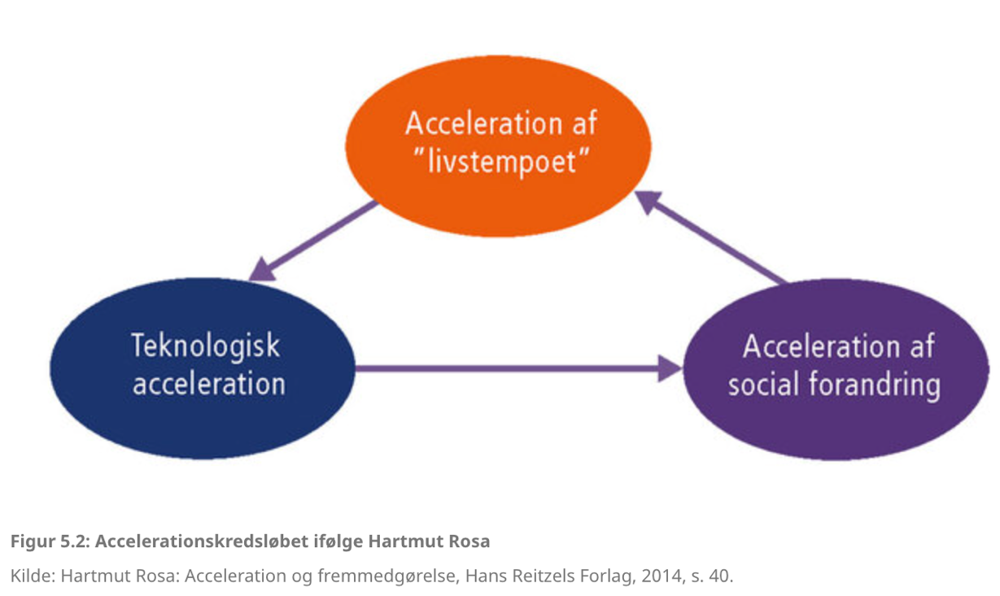 Acceleration af
”livstempoet”
Teknologisk
acceleration
Acceleration af
social forandring
Figur 5.2: Accelerationskredsløbet ifølge Hartmut Rosa
Kilde: Hartmut Rosa: Acceleration og fremmedgørelse, Hans Reitzels Forlag, 2014, s. 40.